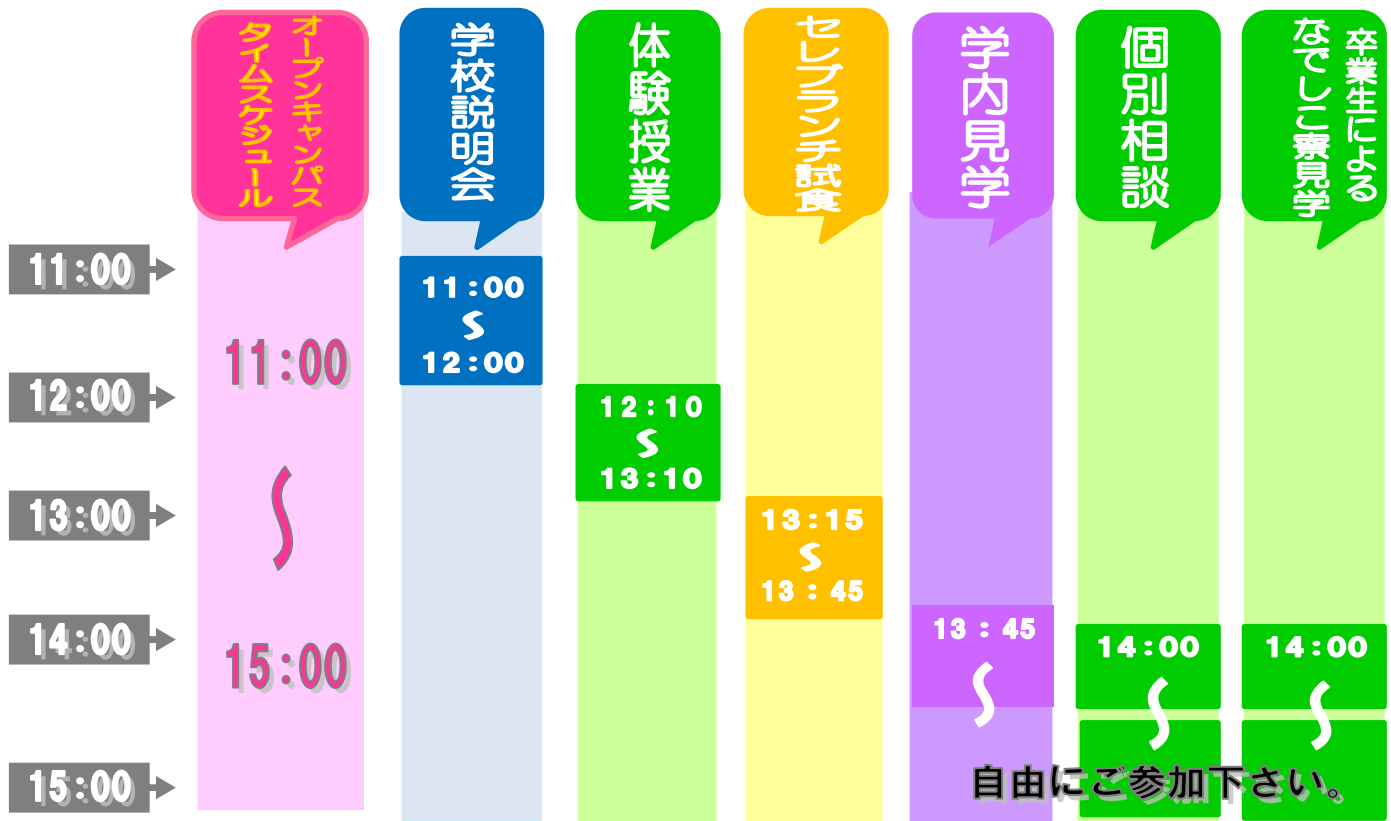 オープンキャンパス
タイムスケジュール
学校説明会
体験授業
セレブランチ試食
学内見学
個別相談
卒業生による
なでしこ寮見学
11:00
12:00
13:00
14:00
15:00
11:00
〜
15:00
11:00
〜
12:00
12:10
〜
13:10
13:15
〜
13:45
13:45
〜
14:00
〜
14:00
〜
自由にご参加下さい。